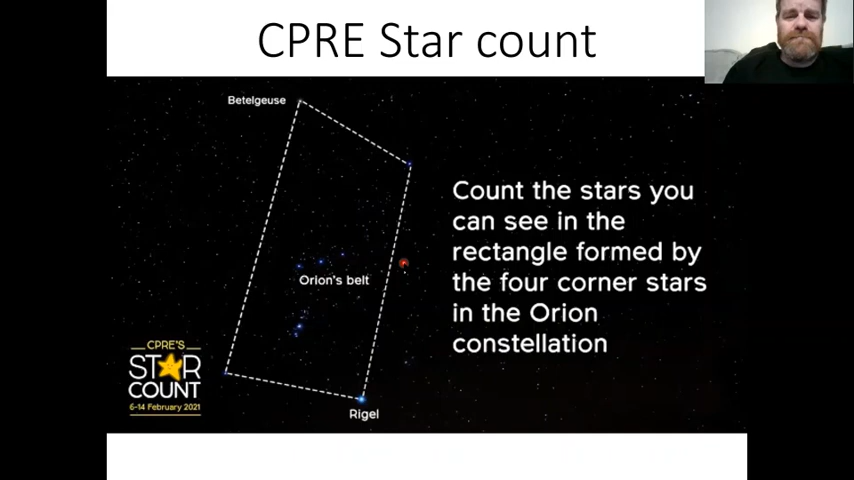 CPRE Star count
Betelgeuse
Count the stars you
can see in the
rectangle formed by
the four corner stars
in the Orion
constellation
Orion's belt
CPRE'S
STAR
COUNT
6-14 February 2021
Rigel